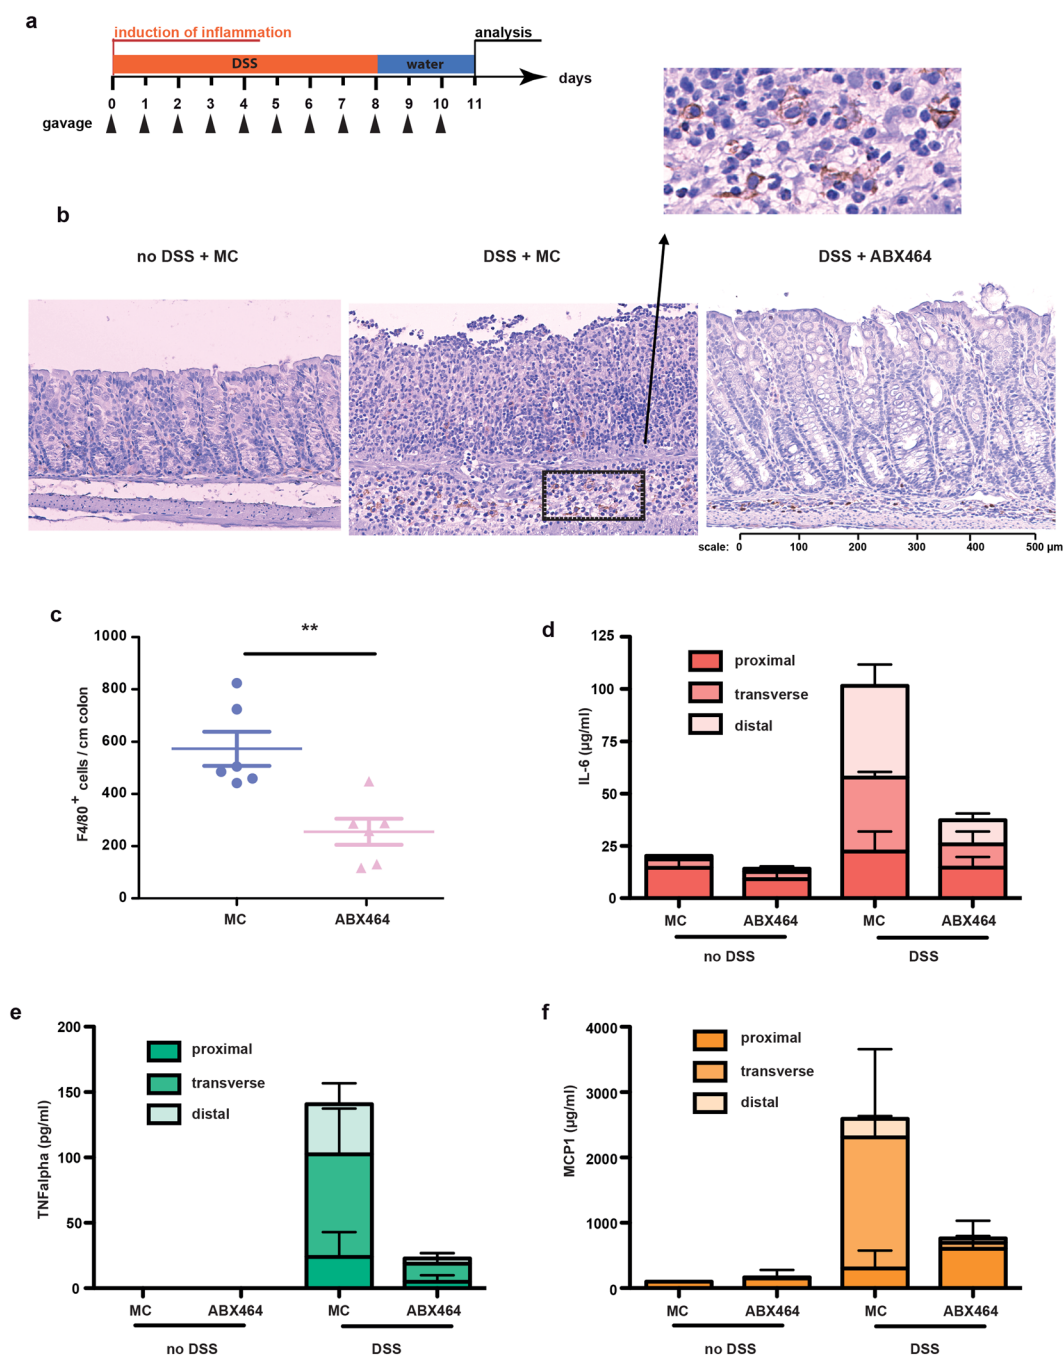 a
induction of inflammation
analysis
DSS
water
days
0 1 2 3 4 5 6 7 8 9 10 11
gavage
b
no DSS + MC
DSS + MC
DSS + ABX464
scale: 0 100 200 300 400 500 µm
c
**
F4/80+ cells / cm colon
1000
800
600
400
200
0
MC
ABX464
d
IL-6 (µg/ml)
125
100
75
50
25
0
proximal
transverse
distal
MC
ABX464
MC
ABX464
no DSS
DSS
e
TNFalpha (pg/ml)
200
150
100
50
0
proximal
transverse
distal
MC
ABX464
MC
ABX464
no DSS
DSS
f
MCP1 (µg/ml)
4000
3000
2000
1000
0
proximal
transverse
distal
MC
ABX464
MC
ABX464
no DSS
DSS